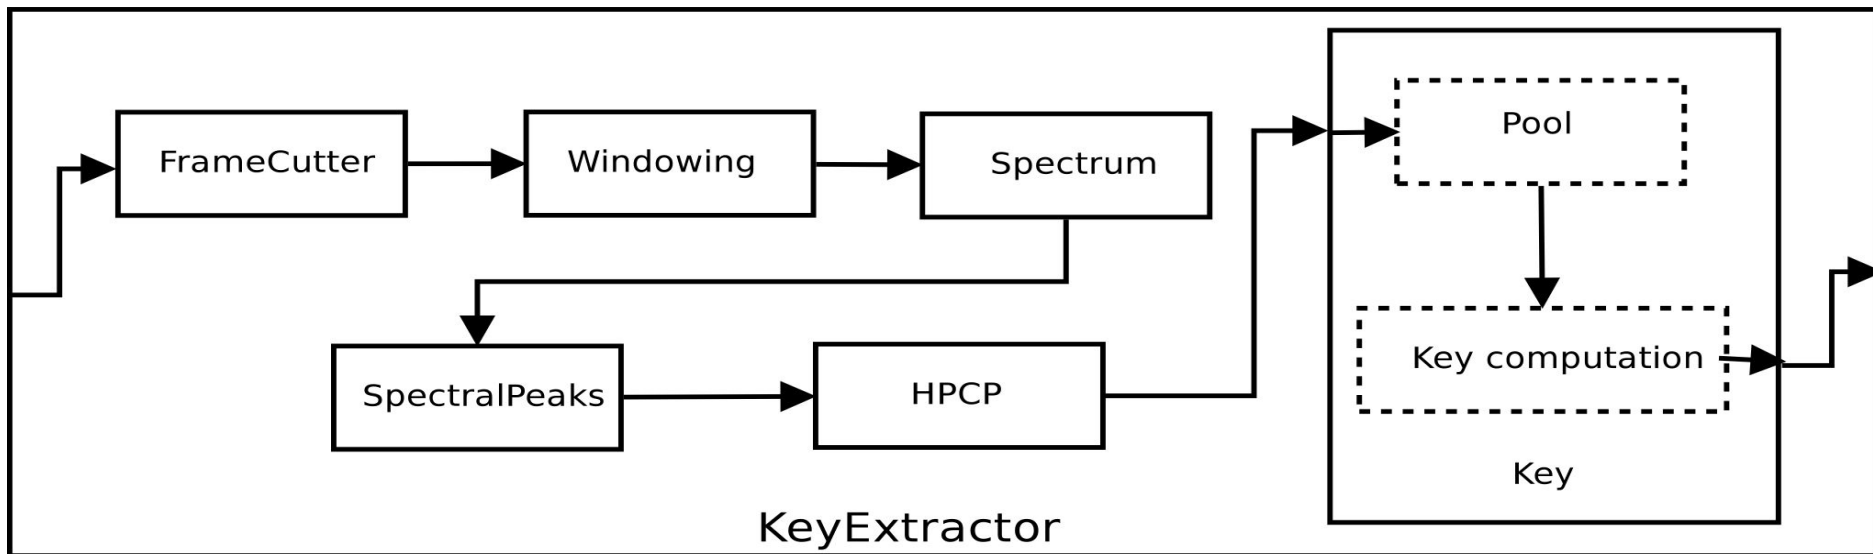 FrameCutter
Windowing
Spectrum
Pool
SpectralPeaks
HPCP
Key computation
Key
KeyExtractor